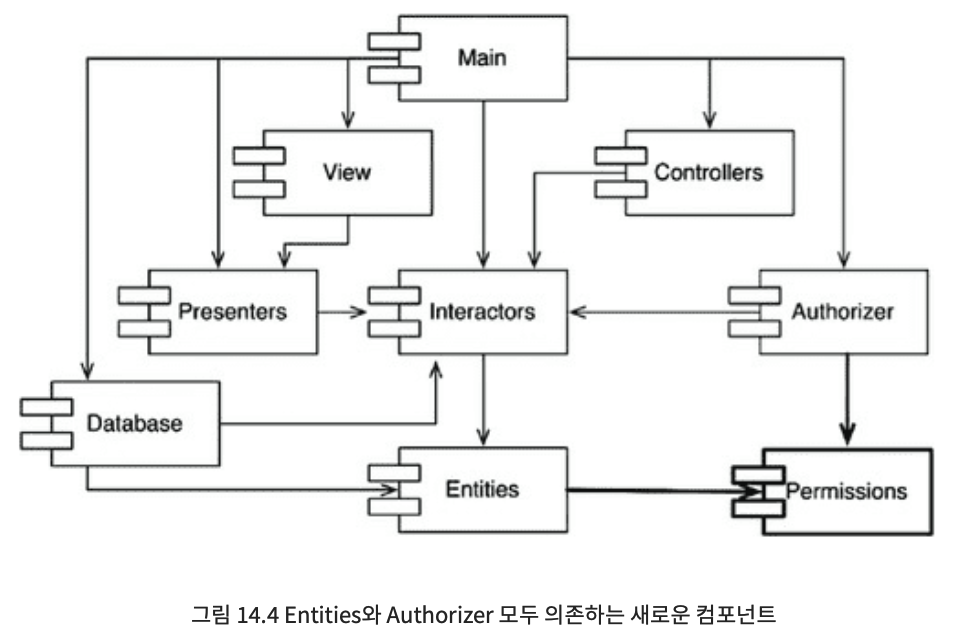 Main
View
Controllers
Presenters
Interactors
Authorizer
Database
Entities
Permissions
그림 14.4 Entities와 Authorizer 모두 의존하는 새로운 컴포넌트